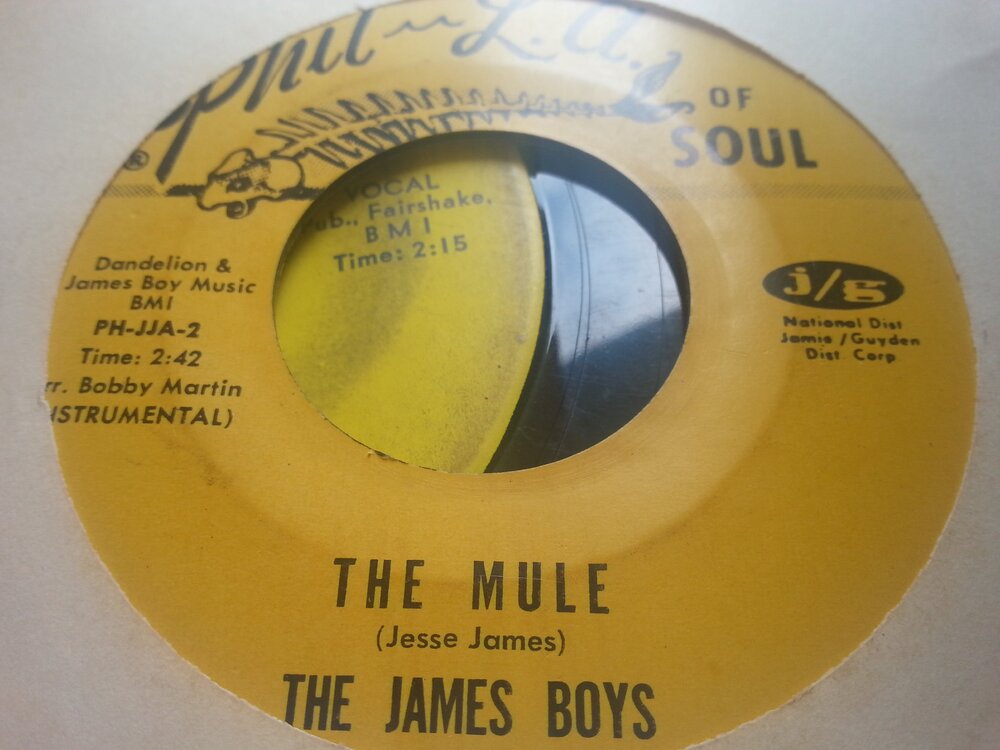 Phil L.A.
OF
SOUL
®
VOCAL
Fairshake,
BMI
Time: 2:15
Dandelion &
James Boy Music
BMI
PH-JJA-2
Time: 2:42
Bobby Martin
j/g
National Dist
Jamie /Guyden
Dist. Corp
THE MULE
(Jesse James)
THE JAMES BOYS